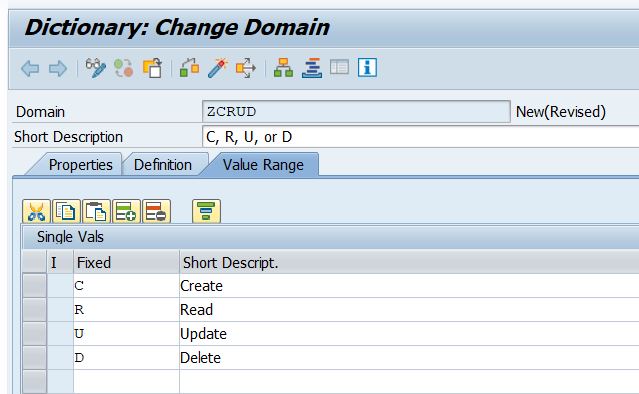 Dictionary: Change Domain
Domain ZCRUD New(Revised)
Short Description C, R, U, or D
Properties Definition Value Range
Single Vals
I Fixed Short Descript.
C Create
R Read
U Update
D Delete